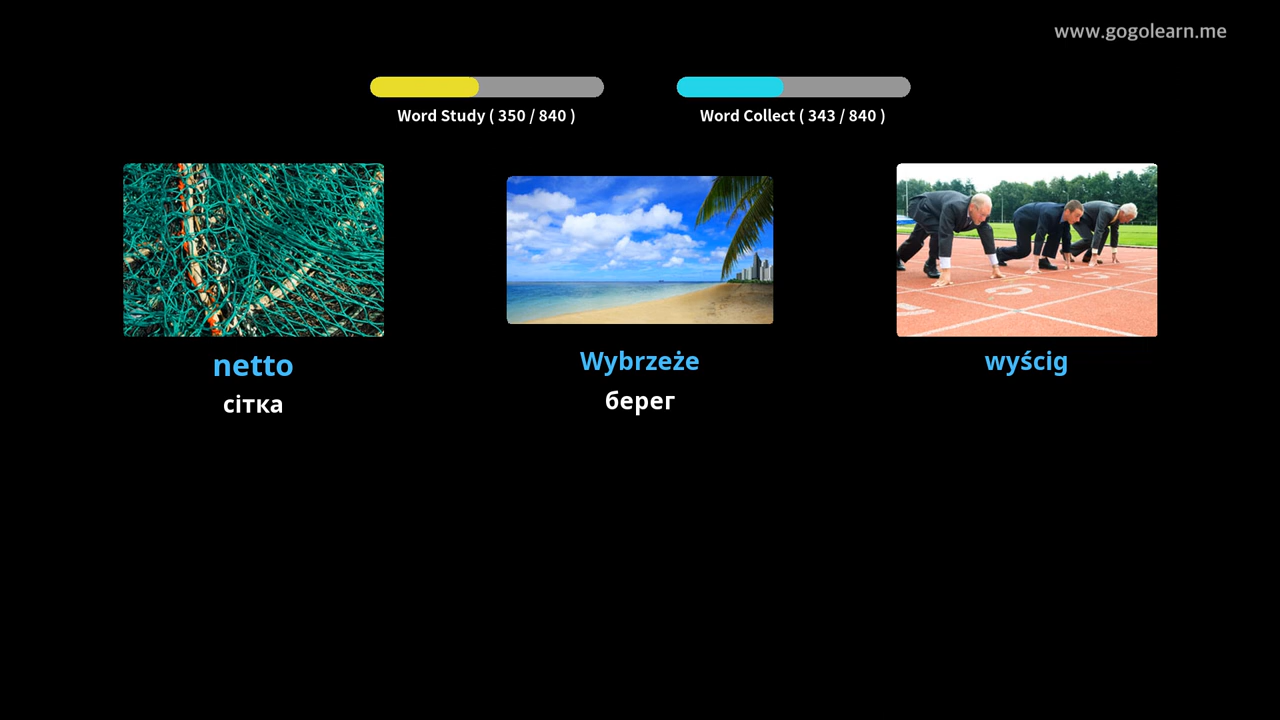 www.gogolearn.me
Word Study ( 350 / 840 )
Word Collect ( 343 / 840 )
netto
сітка
Wybrzeże
берег
wyścig